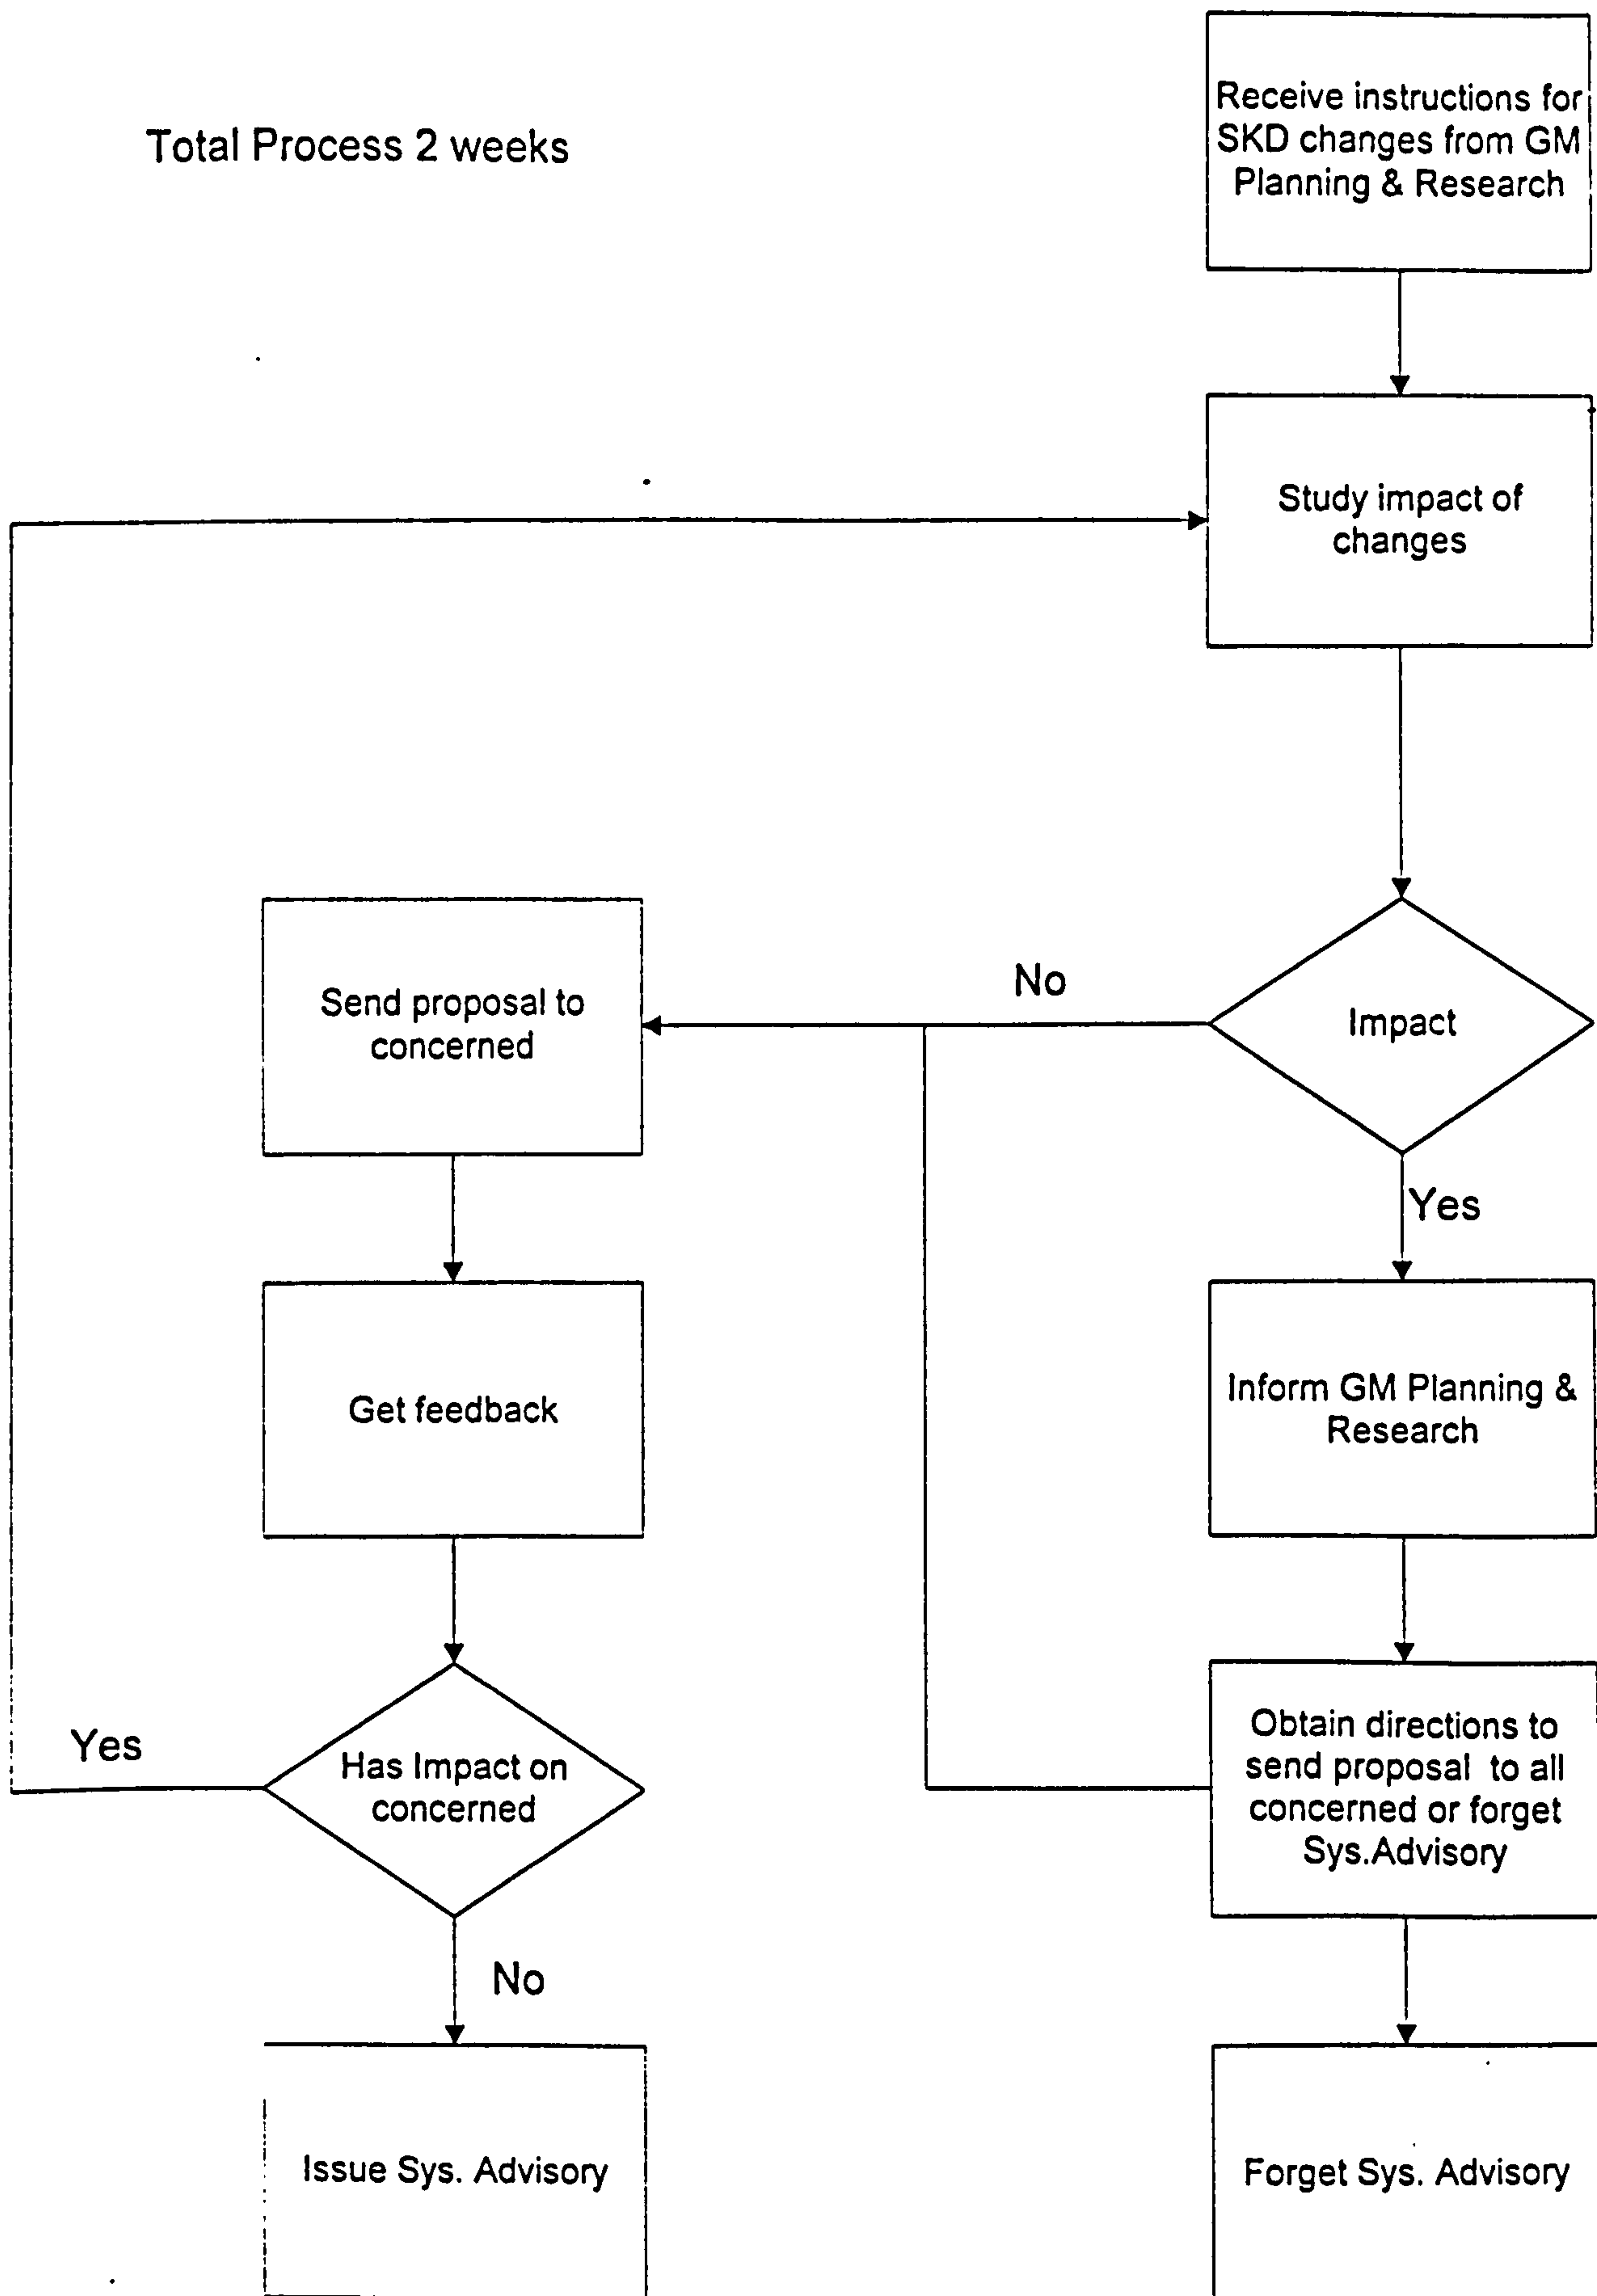 Total Process 2 weeks
Receive instructions for
SKD changes from GM
Planning & Research
Study impact of
changes
Impact
No
Yes
Send proposal to
concerned
Get feedback
Inform GM Planning &
Research
Has Impact on
concerned
Yes
No
Obtain directions to
send proposal to all
concerned or forget
Sys.Advisory
Issue Sys. Advisory
Forget Sys. Advisory